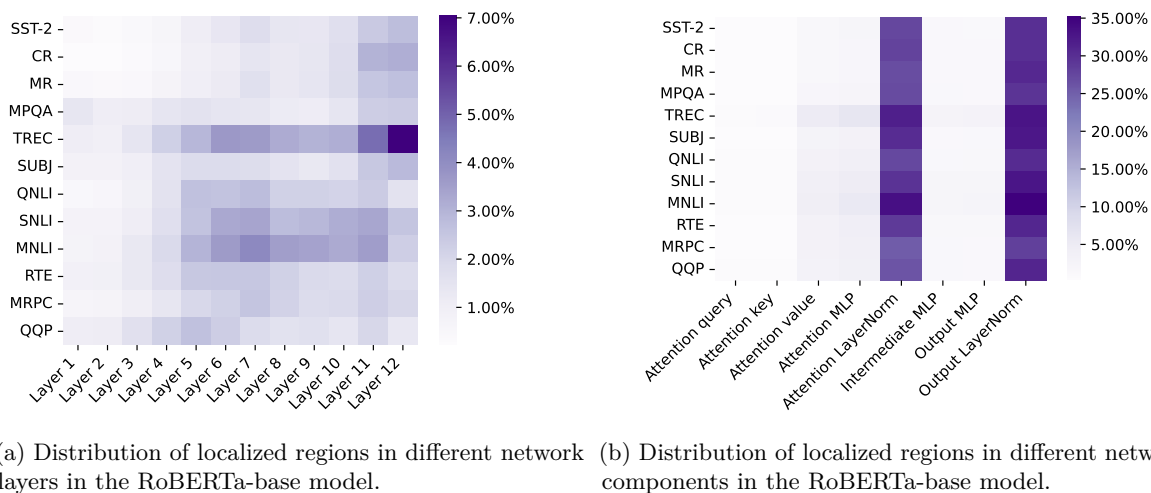 SST-2
CR
MR
MPQA
TREC
SUBJ
QNLI
SNLI
MNLI
RTE
MRPC
QQP
Layer 1
Layer 2
Layer 3
Layer 4
Layer 5
Layer 6
Layer 7
Layer 8
Layer 9
Layer 10
Layer 11
Layer 12
7.00%
6.00%
5.00%
4.00%
3.00%
2.00%
1.00%
(a) Distribution of localized regions in different network
layers in the RoBERTa-base model.
SST-2
CR
MR
MPQA
TREC
SUBJ
QNLI
SNLI
MNLI
RTE
MRPC
QQP
Attention query
Attention key
Attention value
Attention MLP
Attention LayerNorm
Intermediate MLP
Output MLP
Output LayerNorm
35.00%
30.00%
25.00%
20.00%
15.00%
10.00%
5.00%
(b) Distribution of localized regions in different netw
components in the RoBERTa-base model.